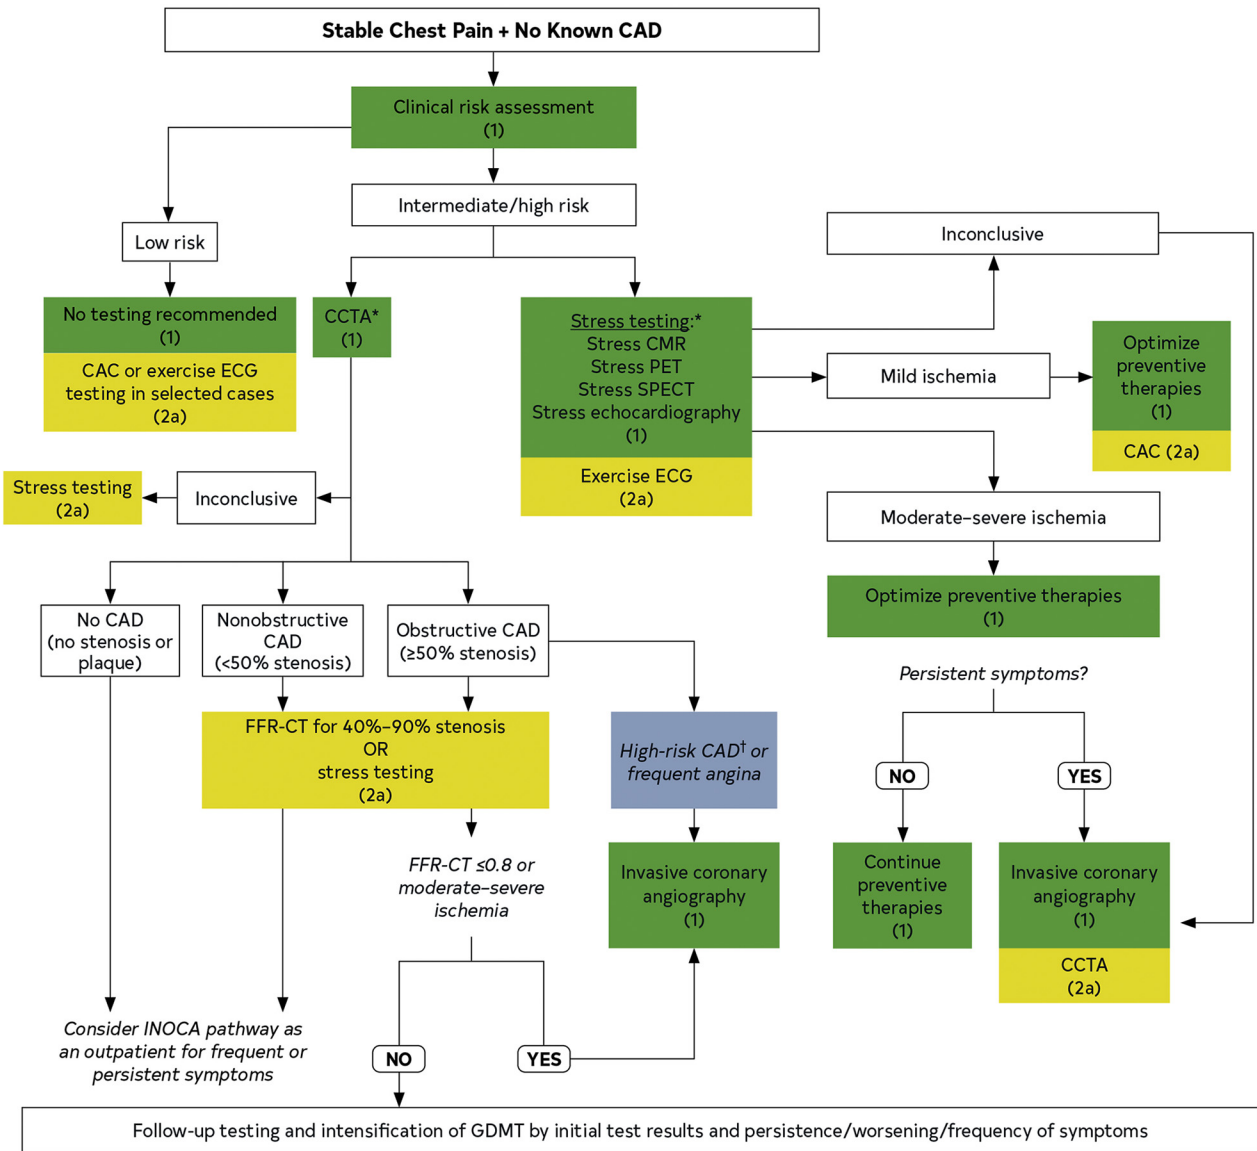 Stable Chest Pain + No Known CAD
Clinical risk assessment
(1)
Intermediate/high risk
Low risk
No testing recommended
(1)
CAC or exercise ECG
testing in selected cases
(2a)
CCTA*
(1)
Stress testing:*
Stress CMR
Stress PET
Stress SPECT
Stress echocardiography
(1)
Exercise ECG
(2a)
Inconclusive
Mild ischemia
Optimize
preventive
therapies
(1)
CAC (2a)
Moderate–severe ischemia
Optimize preventive therapies
(1)
Persistent symptoms?
NO
YES
Continue
preventive
therapies
(1)
Invasive coronary
angiography
(1)
CCTA
(2a)
Stress testing
(2a)
Inconclusive
No CAD
(no stenosis or
plaque)
Nonobstructive
CAD
(<50% stenosis)
Obstructive CAD
(≥50% stenosis)
FFR-CT for 40%–90% stenosis
OR
stress testing
(2a)
High-risk CAD† or
frequent angina
Invasive coronary
angiography
(1)
FFR-CT ≤0.8 or
moderate–severe
ischemia
NO
YES
Consider INOCA pathway as
an outpatient for frequent or
persistent symptoms
Follow-up testing and intensification of GDMT by initial test results and persistence/worsening/frequency of symptoms